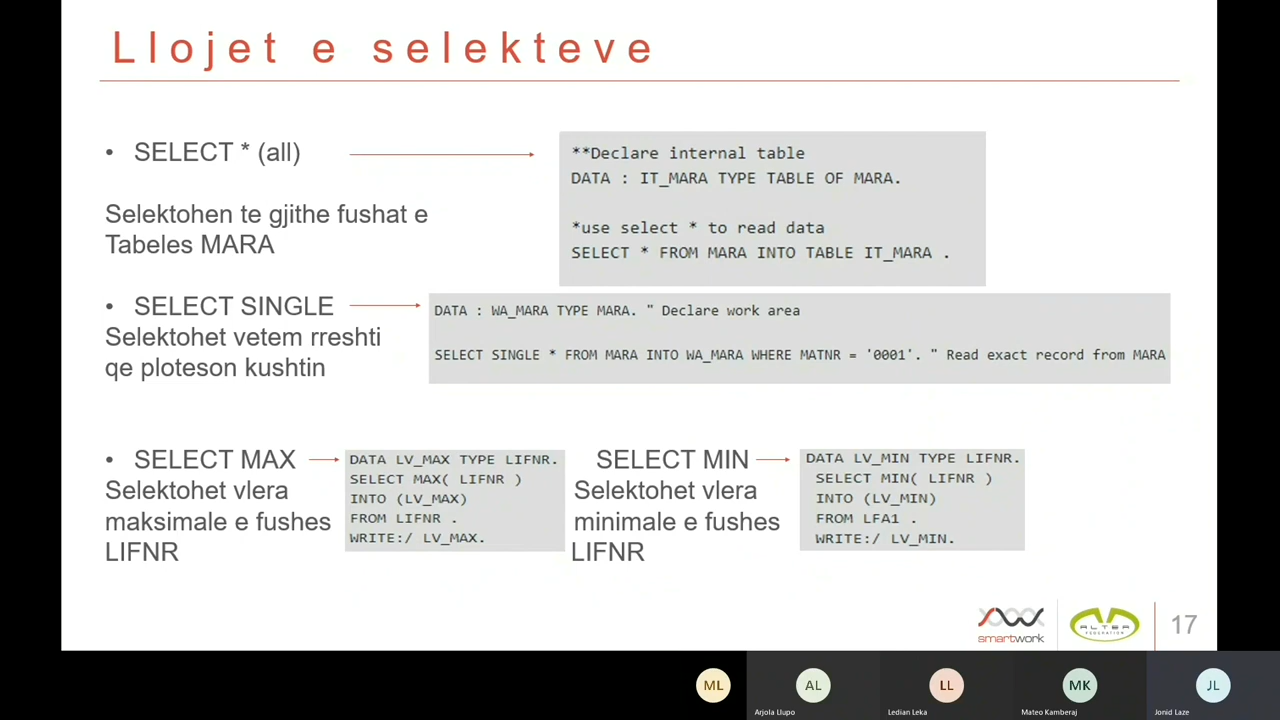 Llojet e selekteve
• SELECT * (all)
Selektohen te gjithe fushat e
Tabeles MARA
**Declare internal table
DATA : IT_MARA TYPE TABLE OF MARA.
*use select * to read data
SELECT * FROM MARA INTO TABLE IT_MARA .
• SELECT SINGLE
Selektohet vetem rreshti
qe ploteson kushtin
DATA : WA_MARA TYPE MARA. " Declare work area
SELECT SINGLE * FROM MARA INTO WA_MARA WHERE MATNR = '0001'. " Read exact record from MARA
• SELECT MAX
Selektohet vlera
maksimale e fushes
LIFNR
DATA LV_MAX TYPE LIFNR.
SELECT MAX( LIFNR )
INTO (LV_MAX)
FROM LIFNR .
WRITE:/ LV_MAX.
SELECT MIN
Selektohet vlera
minimale e fushes
LIFNR
DATA LV_MIN TYPE LIFNR.
SELECT MIN( LIFNR )
INTO (LV_MIN)
FROM LFA1 .
WRITE:/ LV_MIN.
smartwork
ALTEA
FEDERATION
17
ML
AL
Arjola Llupo
LL
Ledian Leka
MK
Mateo Kamberaj
JL
Jonid Laze